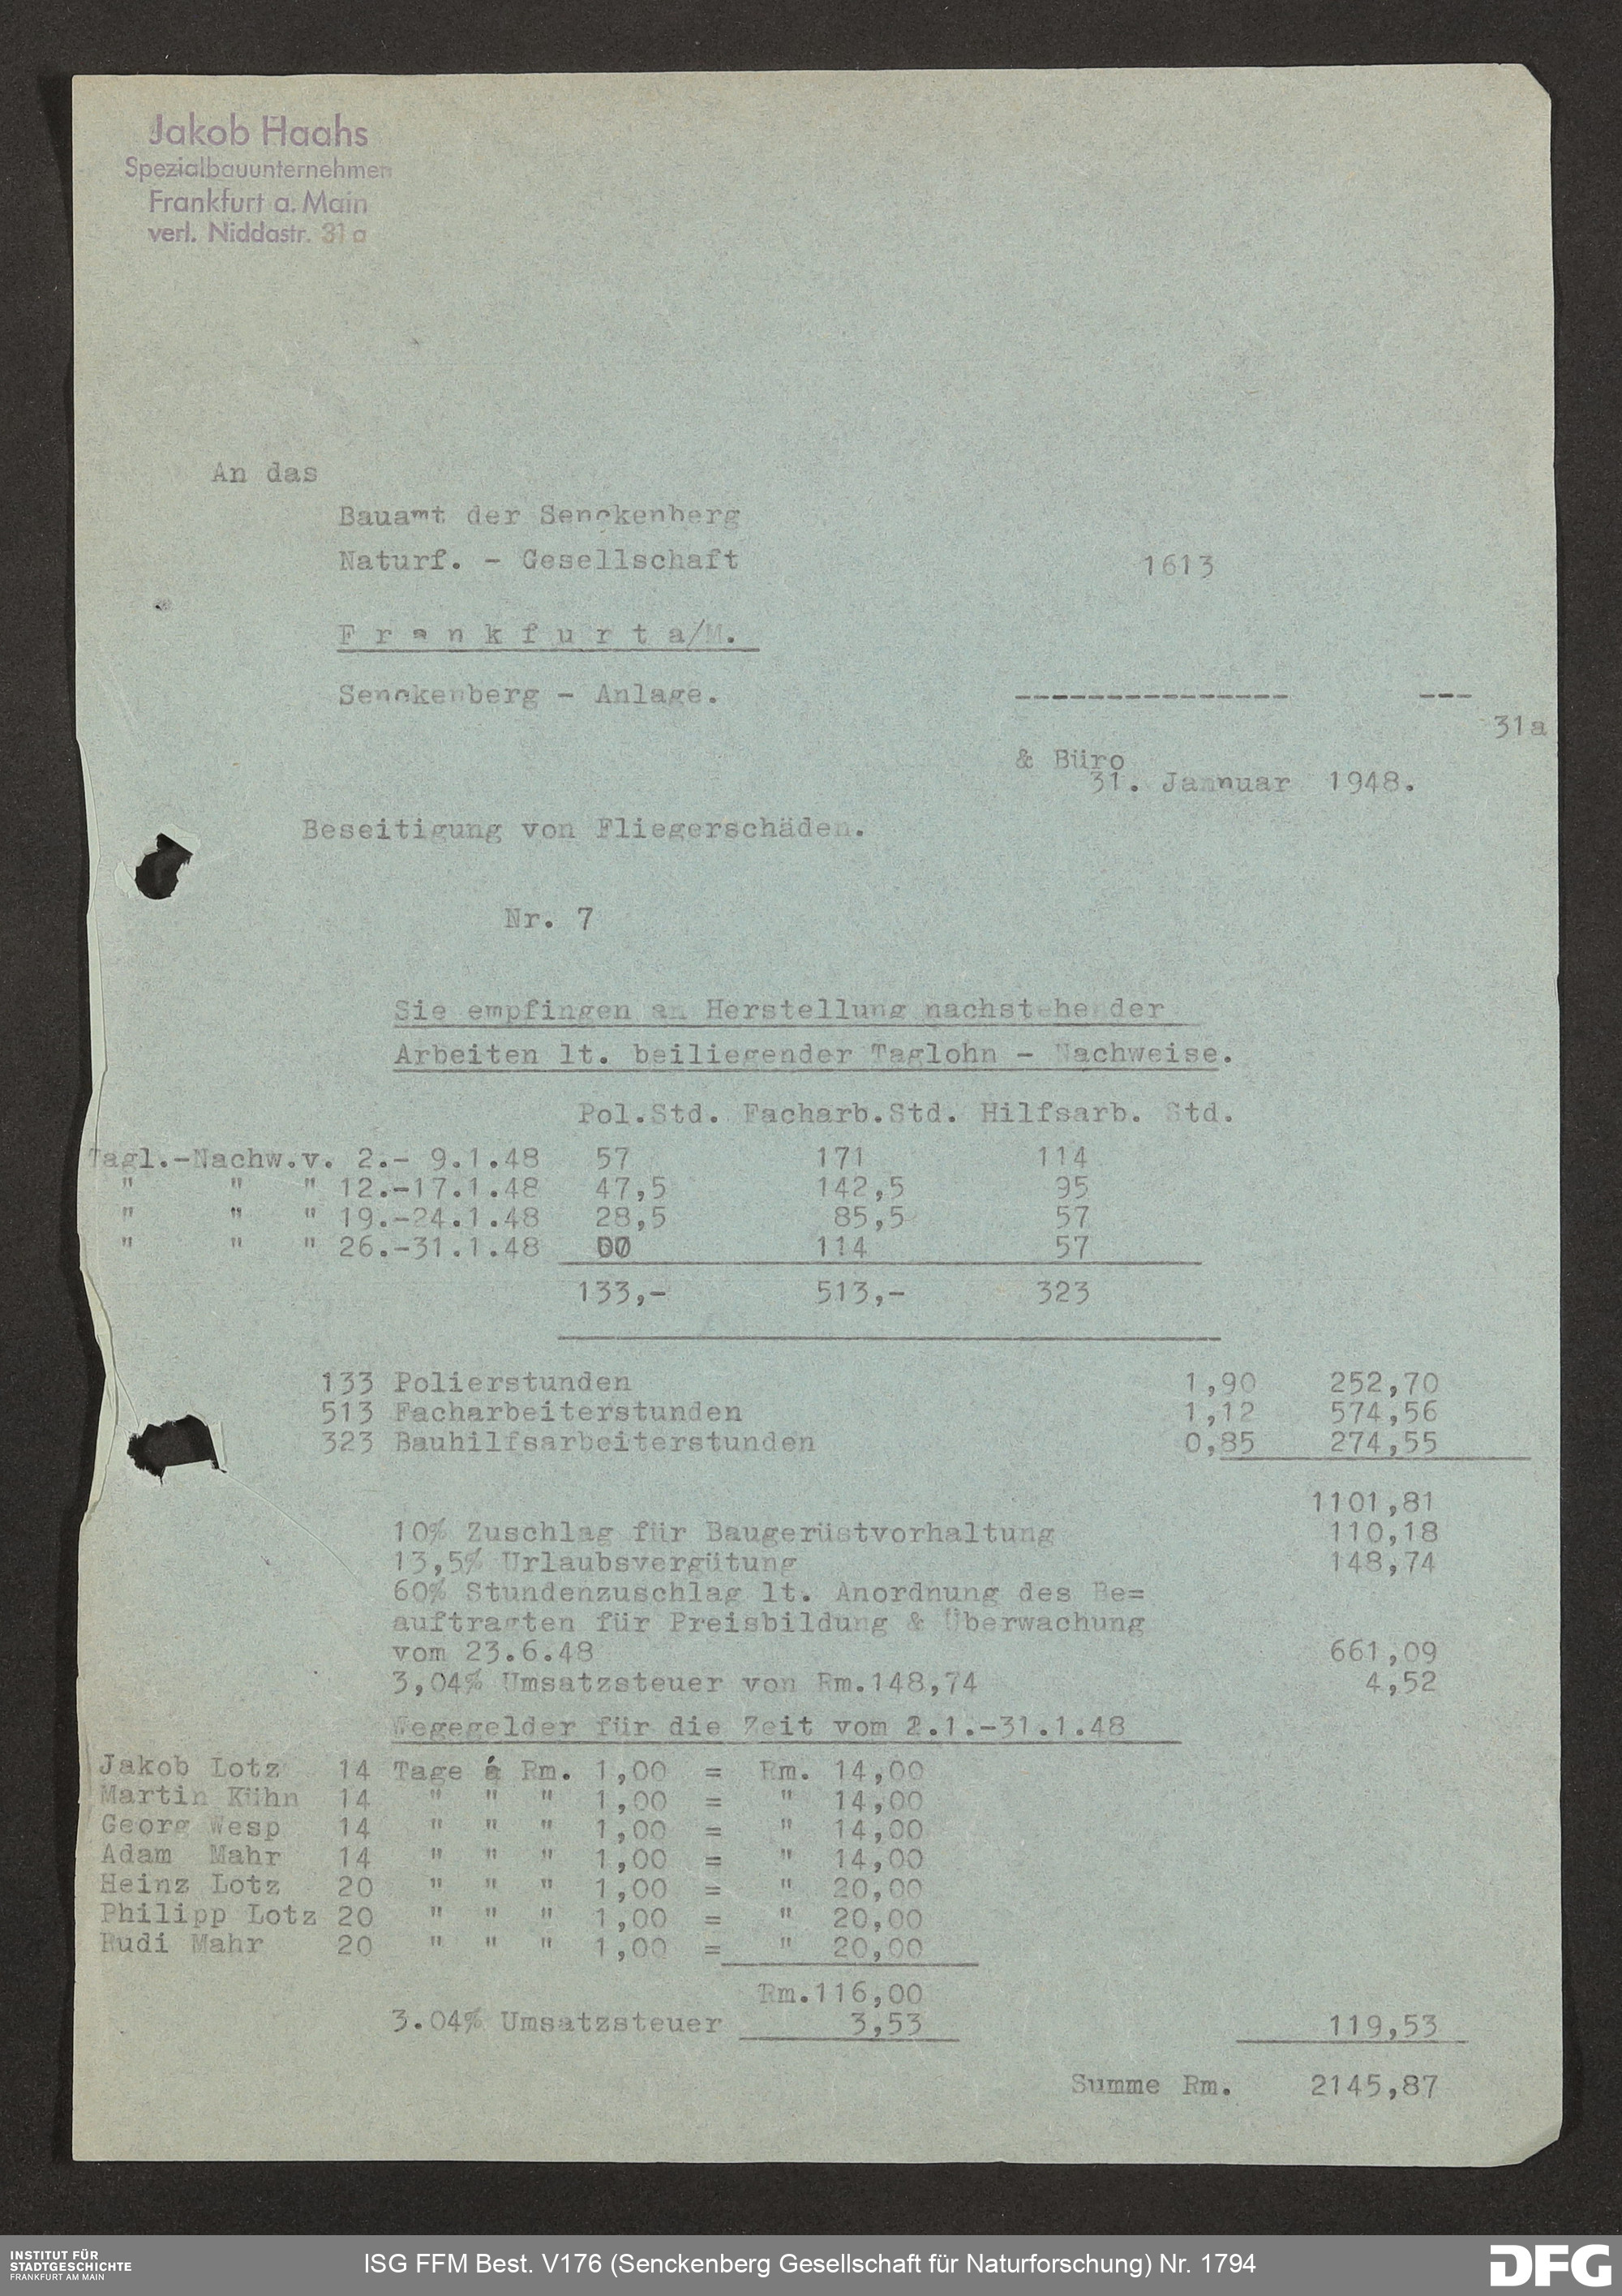 Jakob Haahs
Spezialbauunternehmen
Frankfurt a. Main
verl. Niddastr. 31a
An das
Bauamt der Senckenberg
Naturf. - Gesellschaft
1613
F r a n k f u r t a/M.
Senckenberg - Anlage.
--------------- ---
31a
& Büro
31. Jannuar 1948.
Beseitigung von Fliegerschäden.
Nr. 7
Sie empfingen an Herstellung nachstehender
Arbeiten lt. beiliegender Taglohn - Nachweise.
Pol.Std. Facharb.Std. Hilfsarb. Std.
Tagl.-Nachw.v. 2.- 9.1.48 57 171 114
" " " 12.-17.1.48 47,5 142,5 95
" " " 19.-24.1.48 28,5 85,5 57
" " " 26.-31.1.48 00 114 57
133,- 513,- 323
133 Polierstunden 1,90 252,70
513 Facharbeiterstunden 1,12 574,56
323 Bauhilfsarbeiterstunden 0,85 274,55
1101,81
10% Zuschlag für Baugerüstvorhaltung 110,18
13,5% Urlaubsvergütung 148,74
60% Stundenzuschlag lt. Anordnung des Be=
auftragten für Preisbildung & Überwachung
vom 23.6.48 661,09
3,04% Umsatzsteuer von Rm.148,74 4,52
Wegegelder für die Zeit vom 2.1.-31.1.48
Jakob Lotz 14 Tage á Rm. 1,00 = Rm. 14,00
Martin Kühn 14 " " " 1,00 = " 14,00
Georg Wesp 14 " " " 1,00 = " 14,00
Adam Mahr 14 " " " 1,00 = " 14,00
Heinz Lotz 20 " " " 1,00 = " 20,00
Philipp Lotz 20 " " " 1,00 = " 20,00
Rudi Mahr 20 " " " 1,00 = " 20,00
Rm.116,00
3.04% Umsatzsteuer 3,53 119,53
Summe Rm. 2145,87
INSTITUT FÜR
STADTGESCHICHTE
FRANKFURT AM MAIN
ISG FFM Best. V176 (Senckenberg Gesellschaft für Naturforschung) Nr. 1794
DFG